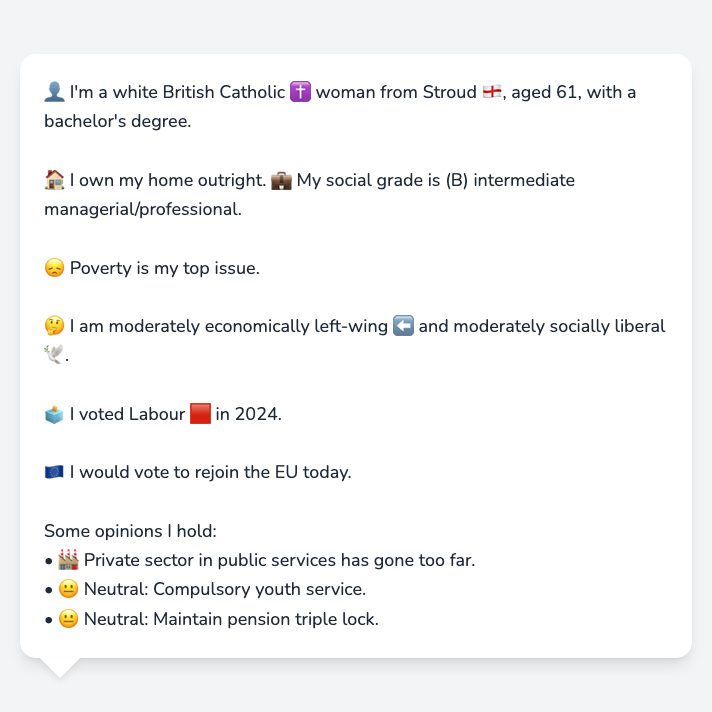 👤 I'm a white British Catholic ✝️ woman from Stroud 🏴󠁧󠁢󠁥󠁮󠁧󠁿, aged 61, with a
bachelor's degree.
🏠 I own my home outright. 💼 My social grade is (B) intermediate
managerial/professional.
😞 Poverty is my top issue.
🤔 I am moderately economically left-wing ⬅️ and moderately socially liberal
🕊️.
🗳️ I voted Labour 🟥 in 2024.
🇪🇺 I would vote to rejoin the EU today.
Some opinions I hold:
• 🏭 Private sector in public services has gone too far.
• 😐 Neutral: Compulsory youth service.
• 😐 Neutral: Maintain pension triple lock.